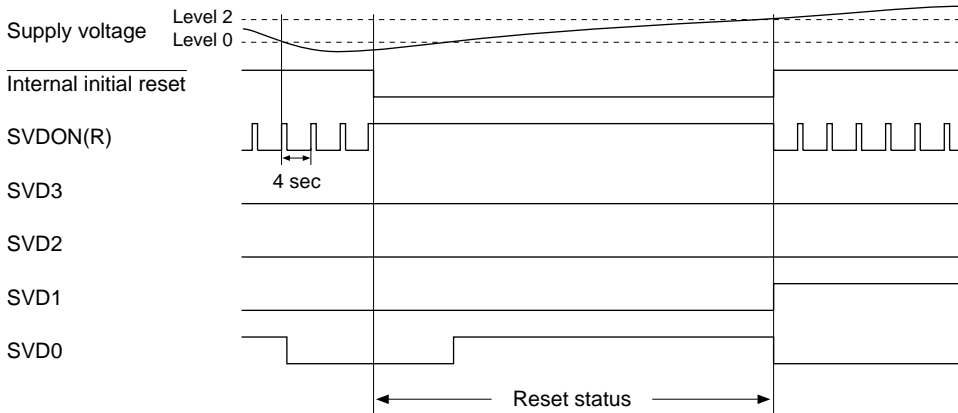 Level 2
Supply voltage
Level 0
Internal initial reset
SVDON(R)
4 sec
SVD3
SVD2
SVD1
SVD0
Reset status